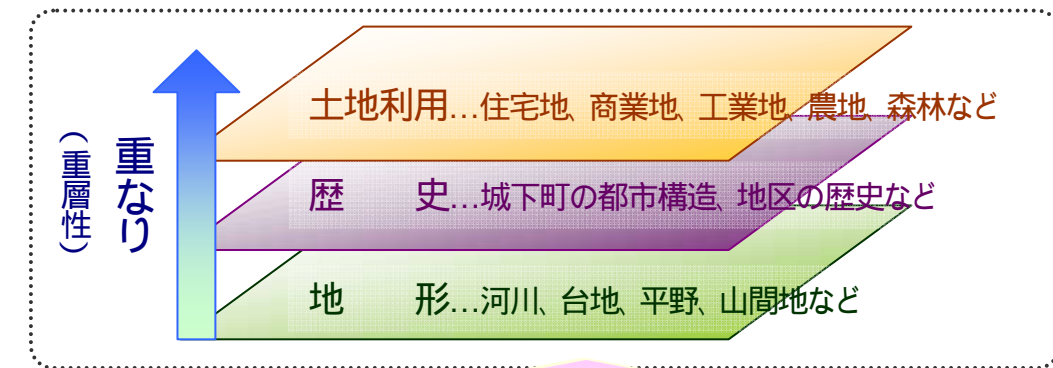 土地利用…住宅地、商業地、工業地、農地、森林など
歴　　史…城下町の都市構造、地区の歴史など
地　　形…河川、台地、平野、山間地など
重なり
（重層性）